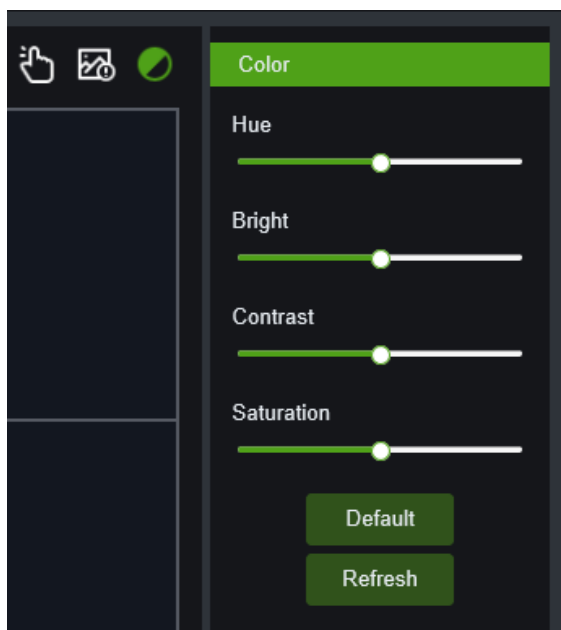 Color
Hue
Bright
Contrast
Saturation
Default
Refresh